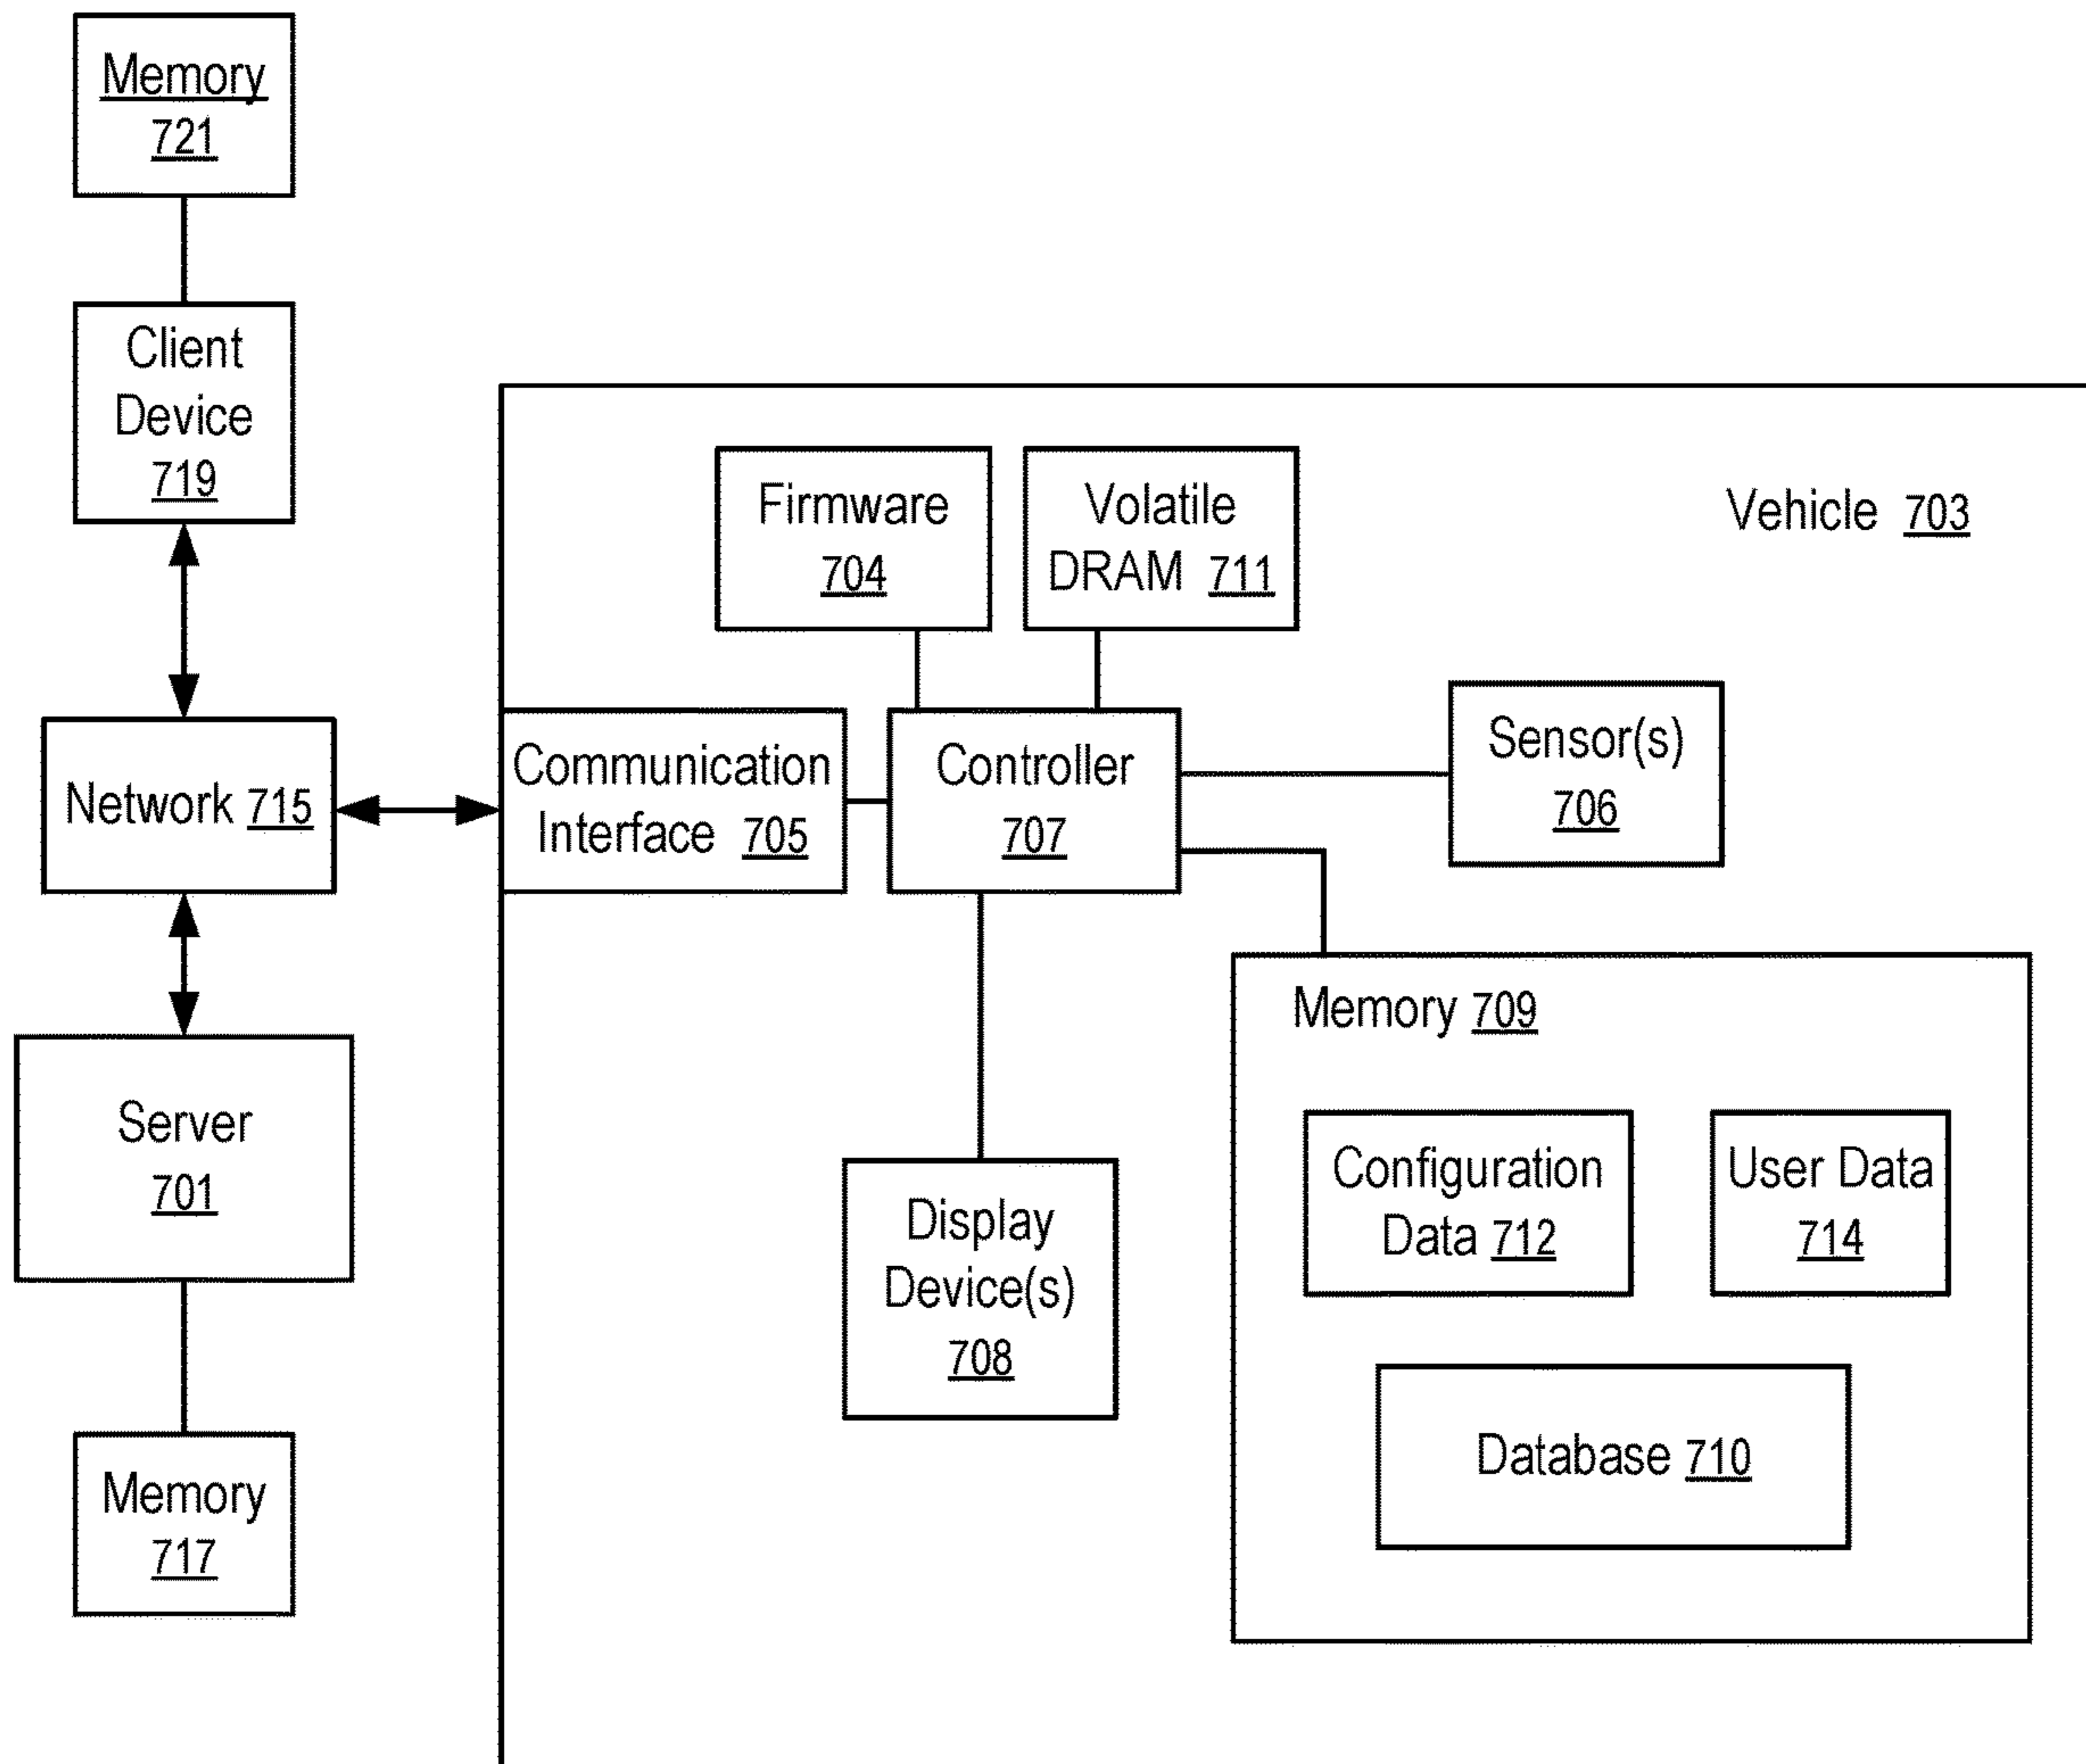 Memory
721
Client
Device
719
Network 715
Server
701
Memory
717
Vehicle 703
Firmware
704
Volatile
DRAM 711
Communication
Interface 705
Controller
707
Sensor(s)
706
Display
Device(s)
708
Memory 709
Configuration
Data 712
User Data
714
Database 710